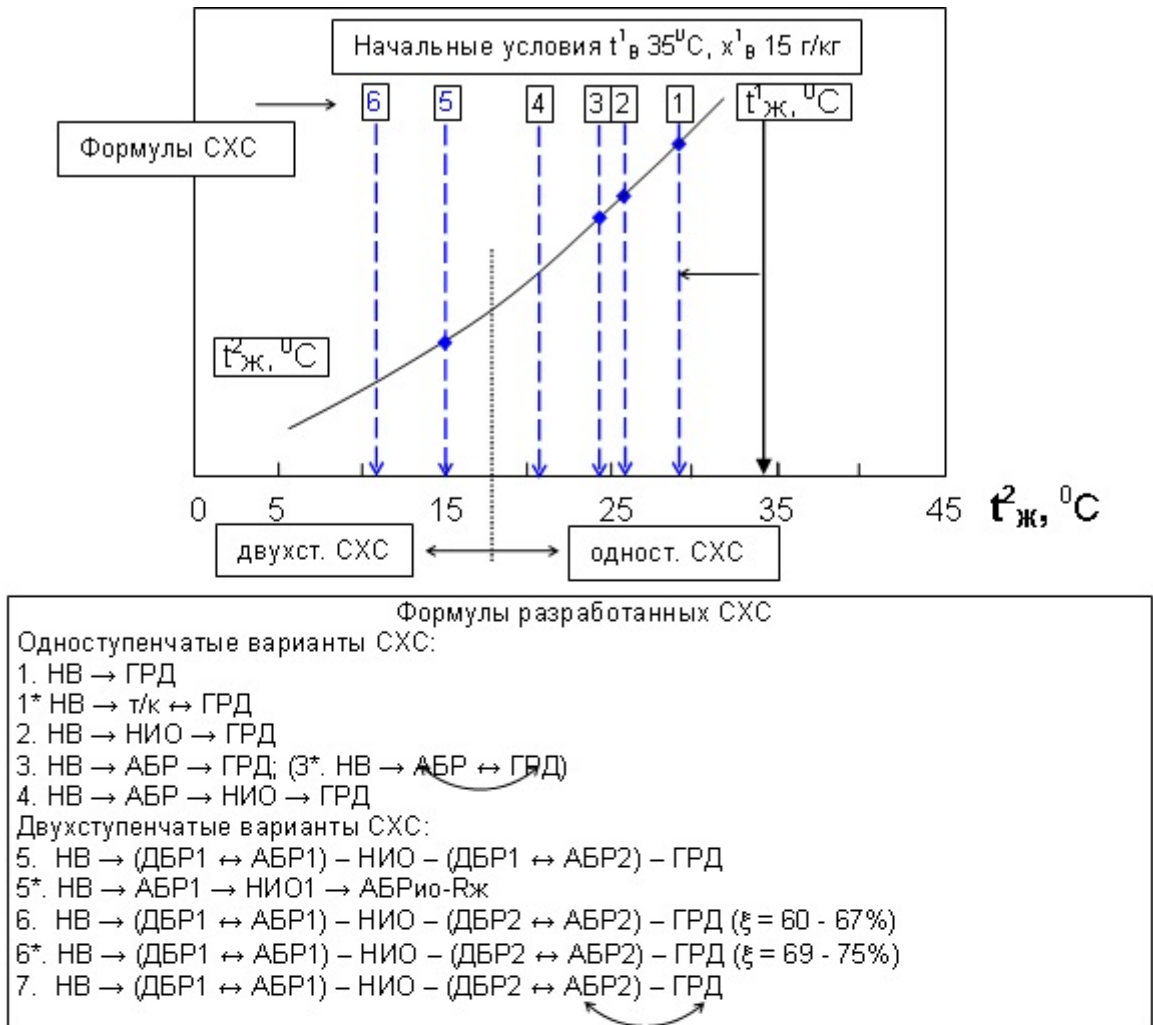 Начальные условия t¹в 35⁰С, x¹в 15 г/кг
6 5 4 3 2 1 t¹ж, ⁰С
Формулы СХС
t²ж, ⁰С
0 5 15 25 35 45 t²ж, ⁰С
двухст. СХС
одност. СХС
Формулы разработанных СХС
Одноступенчатые варианты СХС:
1. НВ → ГРД
1* НВ → т/к ↔ ГРД
2. НВ → НИО → ГРД
3. НВ → АБР → ГРД; (3*. НВ → АБР ↔ ГРД)
4. НВ → АБР → НИО → ГРД
Двухступенчатые варианты СХС:
5. НВ → (ДБР1 ↔ АБР1) – НИО – (ДБР1 ↔ АБР2) – ГРД
5*. НВ → АБР1 → НИО1 → АБРио-Rж
6. НВ → (ДБР1 ↔ АБР1) – НИО – (ДБР2 ↔ АБР2) – ГРД (ξ = 60 - 67%)
6*. НВ → (ДБР1 ↔ АБР1) – НИО – (ДБР2 ↔ АБР2) – ГРД (ξ = 69 - 75%)
7. НВ → (ДБР1 ↔ АБР1) – НИО – (ДБР2 ↔ АБР2) – ГРД